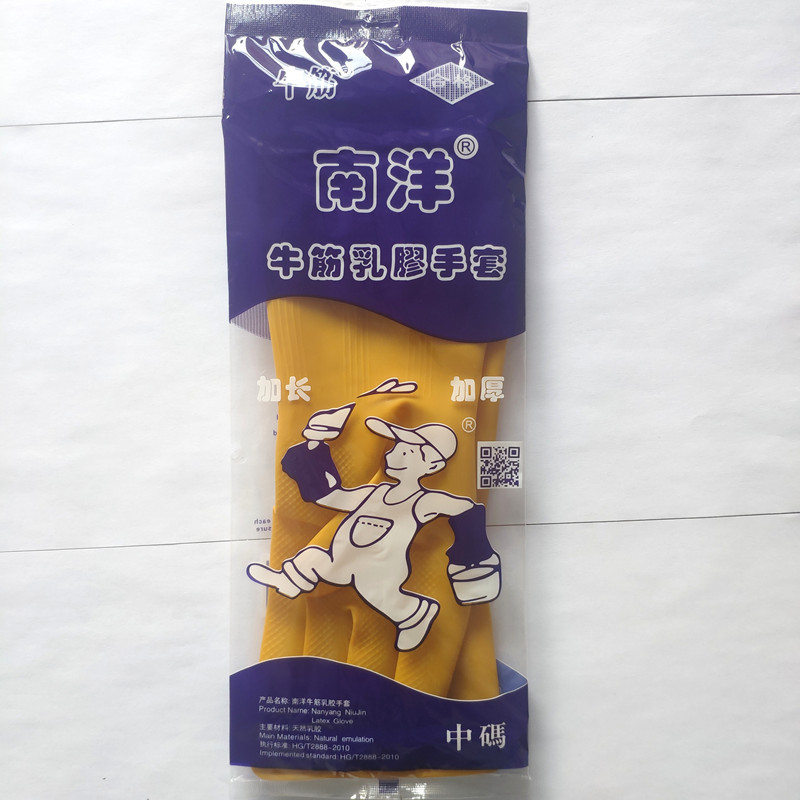 牛筋
合格
南洋®
牛筋乳膠手套
加长
加厚
®
产品名称: 南洋牛筋乳胶手套
Product Name: Nanyang NiuJin
Latex Glove
主要材料: 天然乳胶
Main Materials: Natural emulation
执行标准: HG/T2888-2010
Implemented standard: HG/T2888-2010
中碼